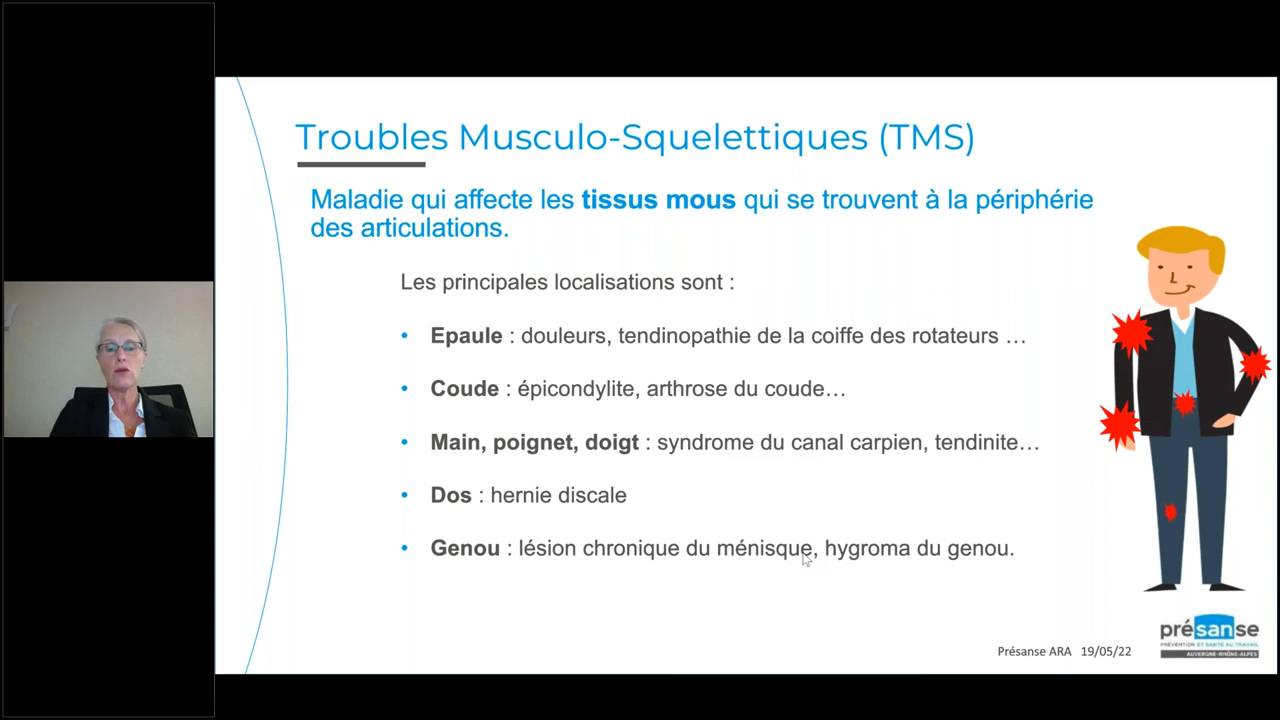 Troubles Musculo-Squelettiques (TMS)
Maladie qui affecte les tissus mous qui se trouvent à la périphérie
des articulations.
Les principales localisations sont :
• Epaule : douleurs, tendinopathie de la coiffe des rotateurs …
• Coude : épicondylite, arthrose du coude…
• Main, poignet, doigt : syndrome du canal carpien, tendinite…
• Dos : hernie discale
• Genou : lésion chronique du ménisque, hygroma du genou.
Présanse ARA 19/05/22
présanse
PRÉVENTION ET SANTÉ AU TRAVAIL
AUVERGNE-RHÔNE-ALPES